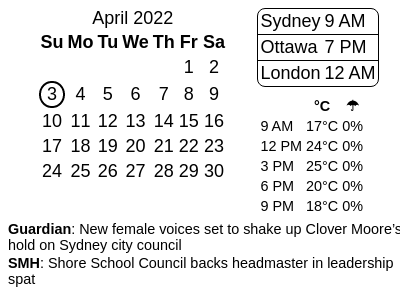 April 2022
Su Mo Tu We Th Fr Sa
1 2
3 4 5 6 7 8 9
10 11 12 13 14 15 16
17 18 19 20 21 22 23
24 25 26 27 28 29 30
Sydney 9 AM
Ottawa 7 PM
London 12 AM
°C ☂
9 AM 17°C 0%
12 PM 24°C 0%
3 PM 25°C 0%
6 PM 20°C 0%
9 PM 18°C 0%
Guardian: New female voices set to shake up Clover Moore's
hold on Sydney city council
SMH: Shore School Council backs headmaster in leadership
spat